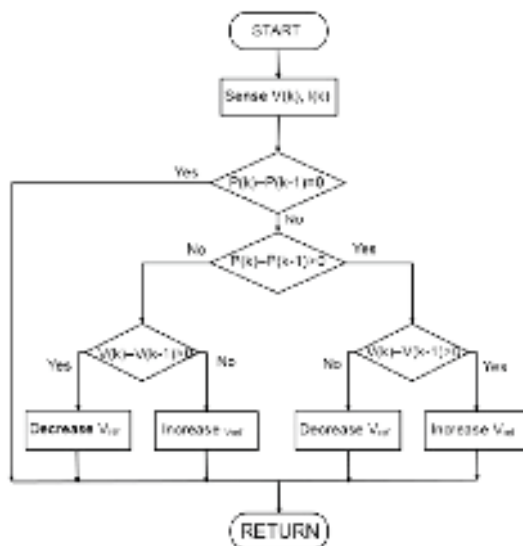 START
Sense V(k), I(k)
Yes
P(k)-P(k-1)=0
No
No
P(k)-P(k-1)>0
Yes
V(k)-V(k-1)>0
V(k)-V(k-1)>0
Yes
No
No
Yes
Decrease Vref
Increase Vref
Decrease Vref
Increase Vref
RETURN